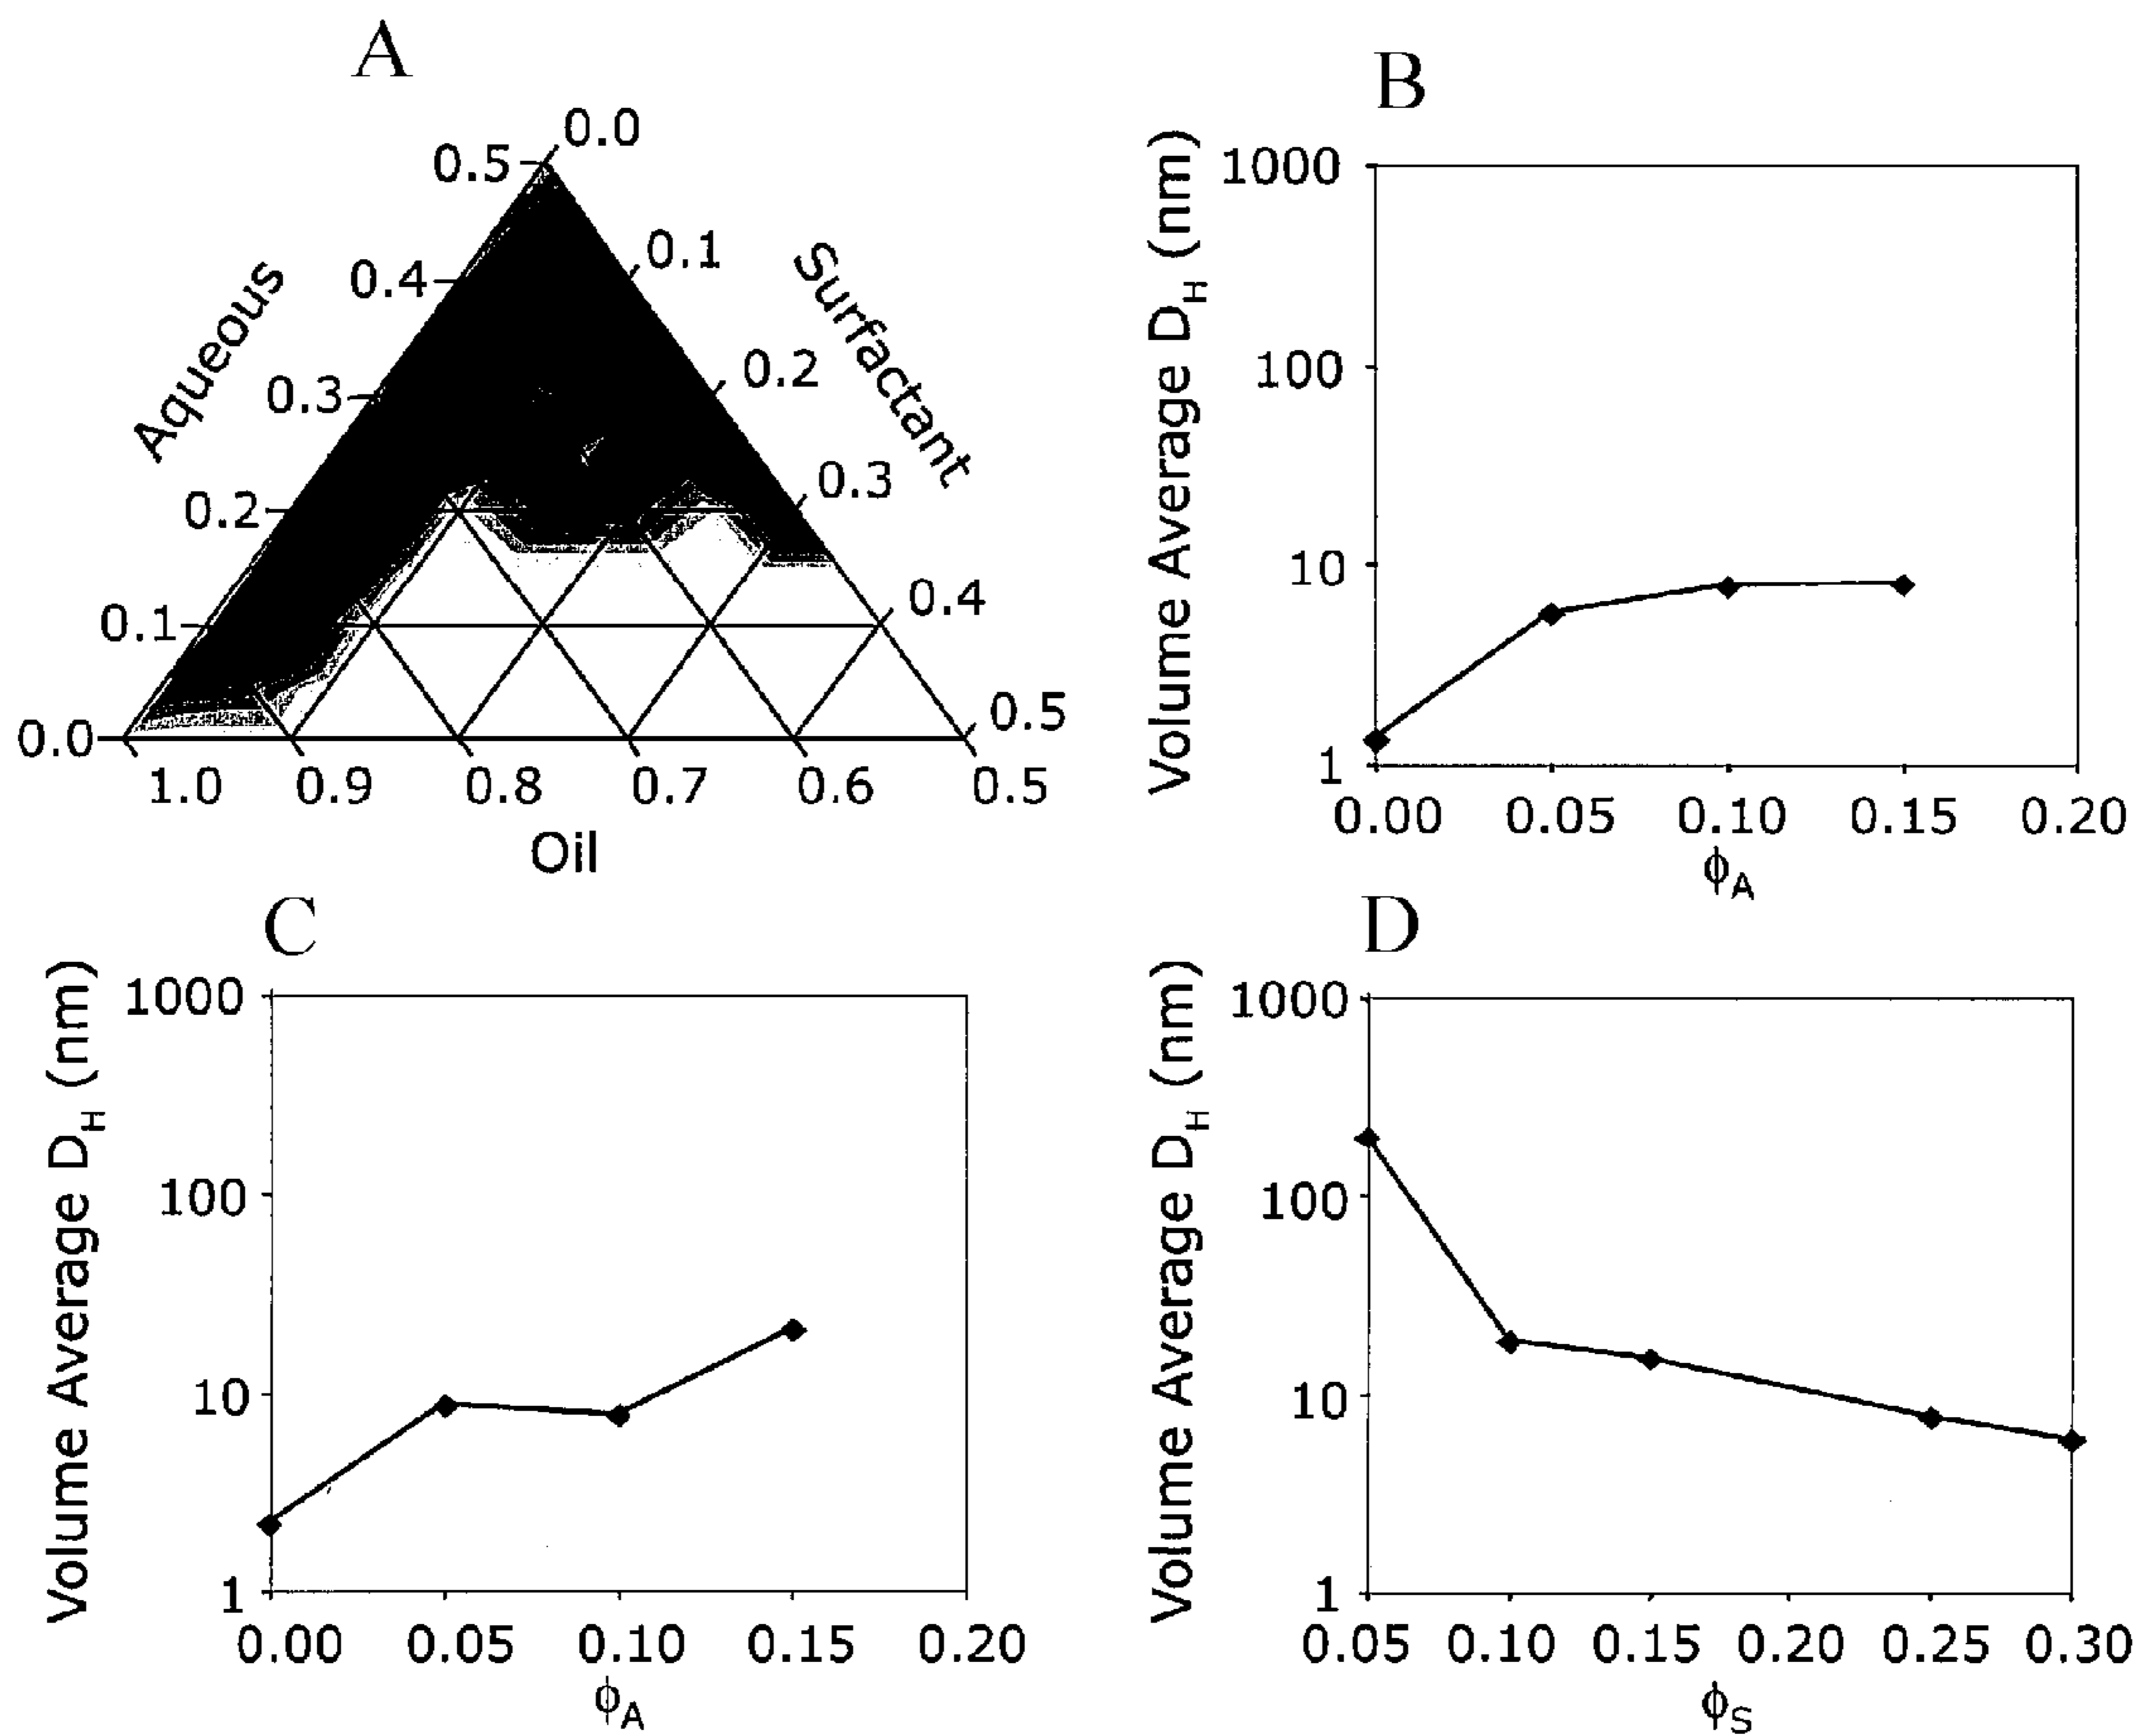 A
0.0
0.5
0.1
0.4
Aqueous
Surfactant
0.2
0.3
0.3
0.2
0.4
0.1
0.5
0.0
1.0 0.9 0.8 0.7 0.6 0.5
Oil
B
Volume Average D_H (nm)
1000
100
10
1
0.00 0.05 0.10 0.15 0.20
ϕ_A
C
Volume Average D_H (nm)
1000
100
10
1
0.00 0.05 0.10 0.15 0.20
ϕ_A
D
Volume Average D_H (nm)
1000
100
10
1
0.05 0.10 0.15 0.20 0.25 0.30
ϕ_S